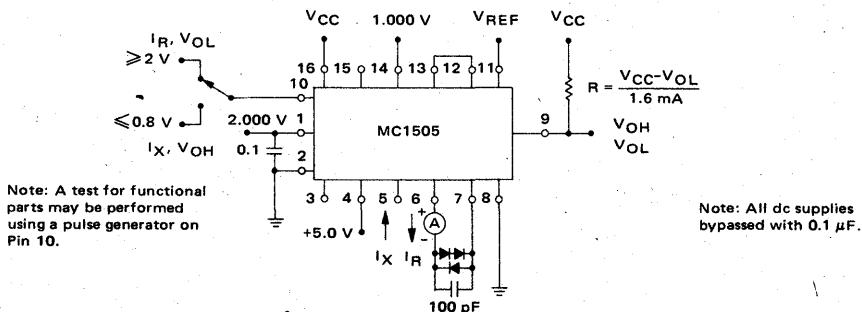 VCC
1.000 V
VREF
VCC
IR, VOL
≥2 V
16
15
14
13
12
11
10
R = VCC–VOL
1.6 mA
≤0.8 V
2.000 V
1
MC1505
9
VOH
VOL
IX, VOH
0.1
2
Note: A test for functional
parts may be performed
using a pulse generator on
Pin 10.
3
4
5
6
7
8
Note: All dc supplies
bypassed with 0.1 μF.
+5.0 V
IX
IR
+
A
–
100 pF